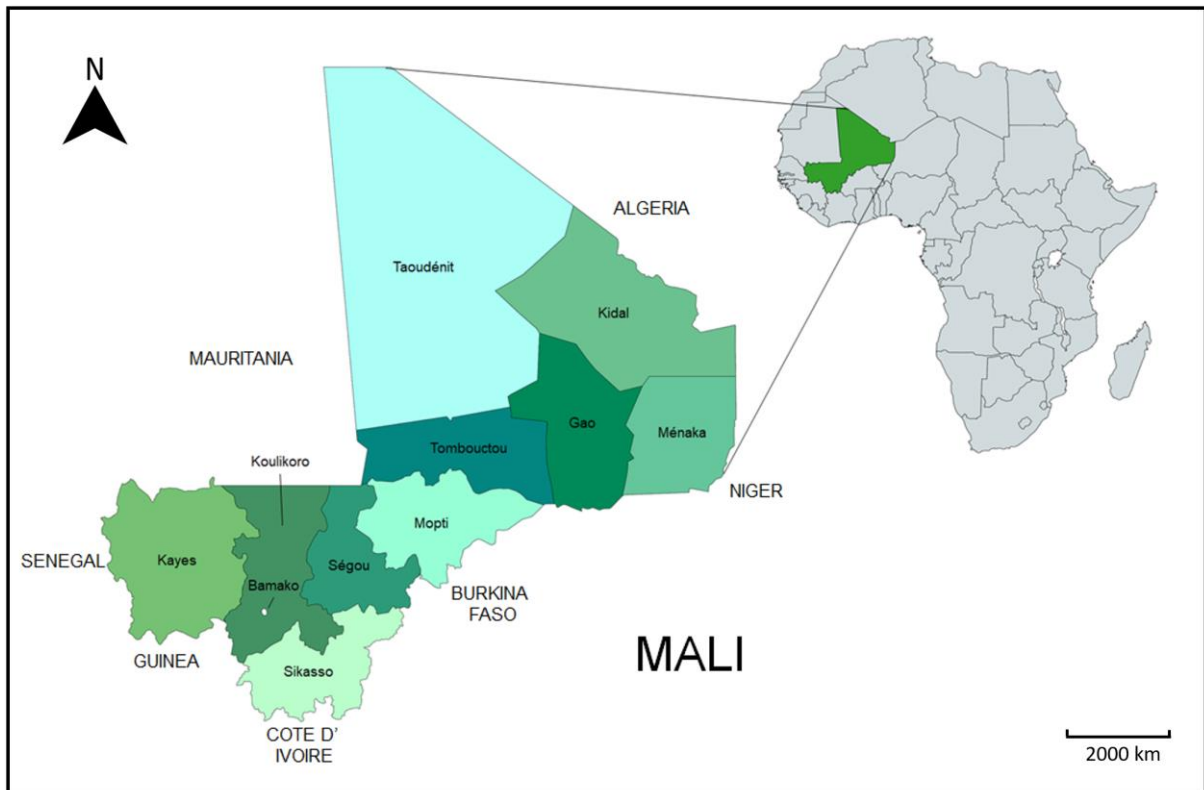 N
ALGERIA
Taoudénit
Kidal
MAURITANIA
Gao
Ménaka
Tombouctou
Koulikoro
NIGER
Mopti
SENEGAL
Kayes
Ségou
Bamako
BURKINA
FASO
GUINEA
Sikasso
MALI
COTE D'
IVOIRE
2000 km